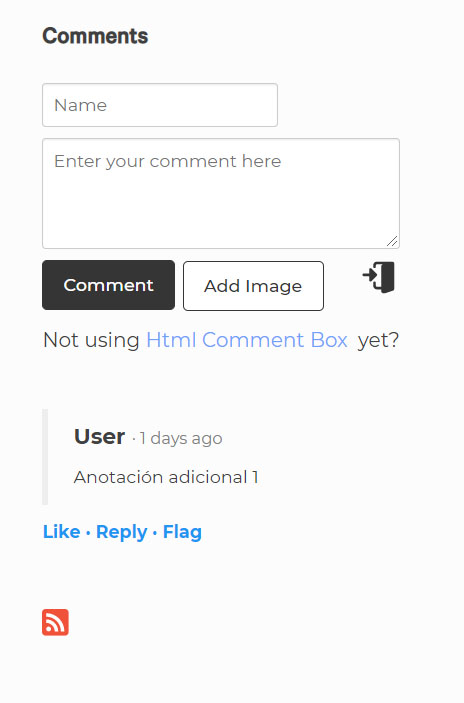 Comments
Name
Enter your comment here
Comment Add Image
Not using Html Comment Box yet?
User · 1 days ago
Anotación adicional 1
Like · Reply · Flag